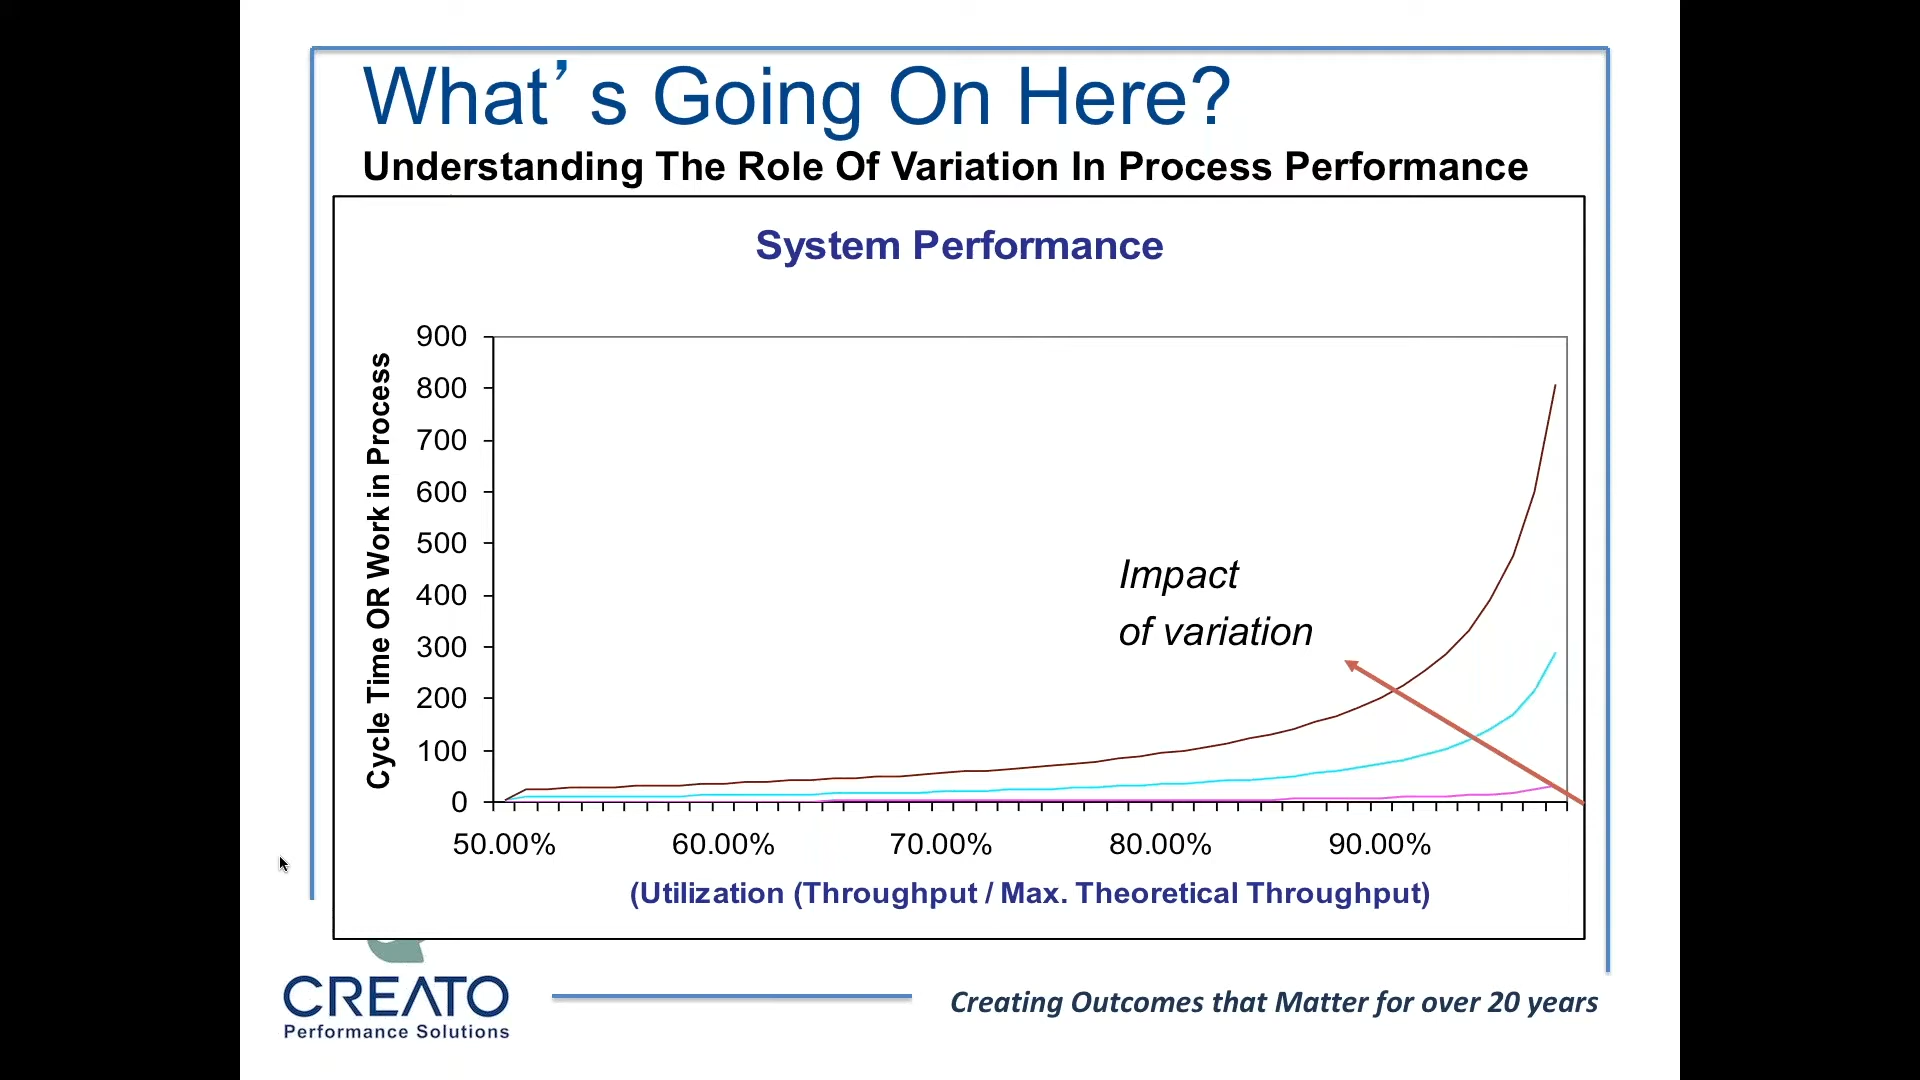 What’s Going On Here?
Understanding The Role Of Variation In Process Performance
System Performance
Cycle Time OR Work in Process
900
800
700
600
500
400
300
200
100
0
Impact
of variation
50.00% 60.00% 70.00% 80.00% 90.00%
(Utilization (Throughput / Max. Theoretical Throughput)
CREATO
Performance Solutions
Creating Outcomes that Matter for over 20 years